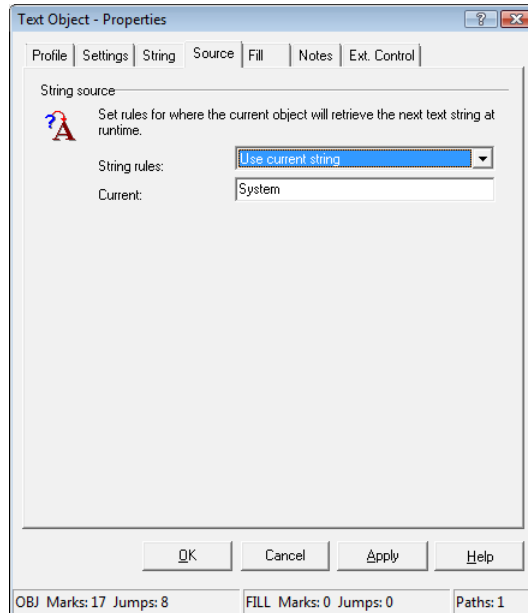 Text Object - Properties
Profile Settings String Source Fill Notes Ext. Control
String source
Set rules for where the current object will retrieve the next text string at
runtime.
String rules: Use current string
Current: System
OK Cancel Apply Help
OBJ Marks: 17 Jumps: 8 FILL Marks: 0 Jumps: 0 Paths: 1